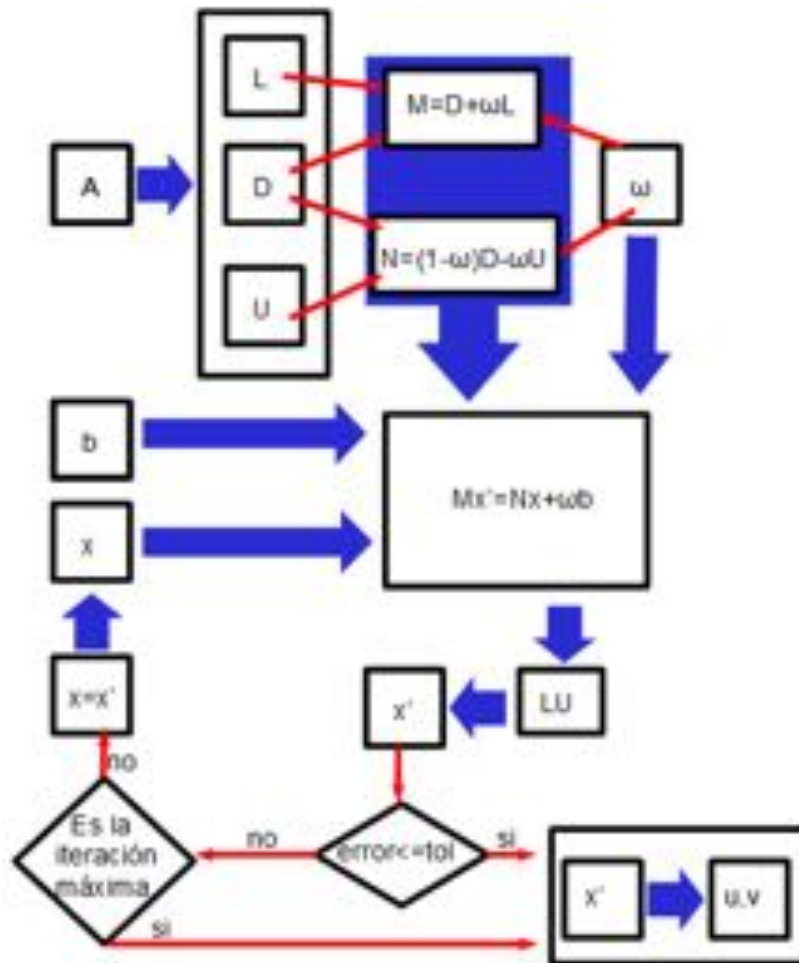 L
M=D+ωL
A
D
ω
N=(1-ω)D-ωU
U
b
Mx'=Nx+ωb
x
x=x'
x'
LU
no
Es la
iteración
máxima
no
error<=tol
si
x'
u,v
si